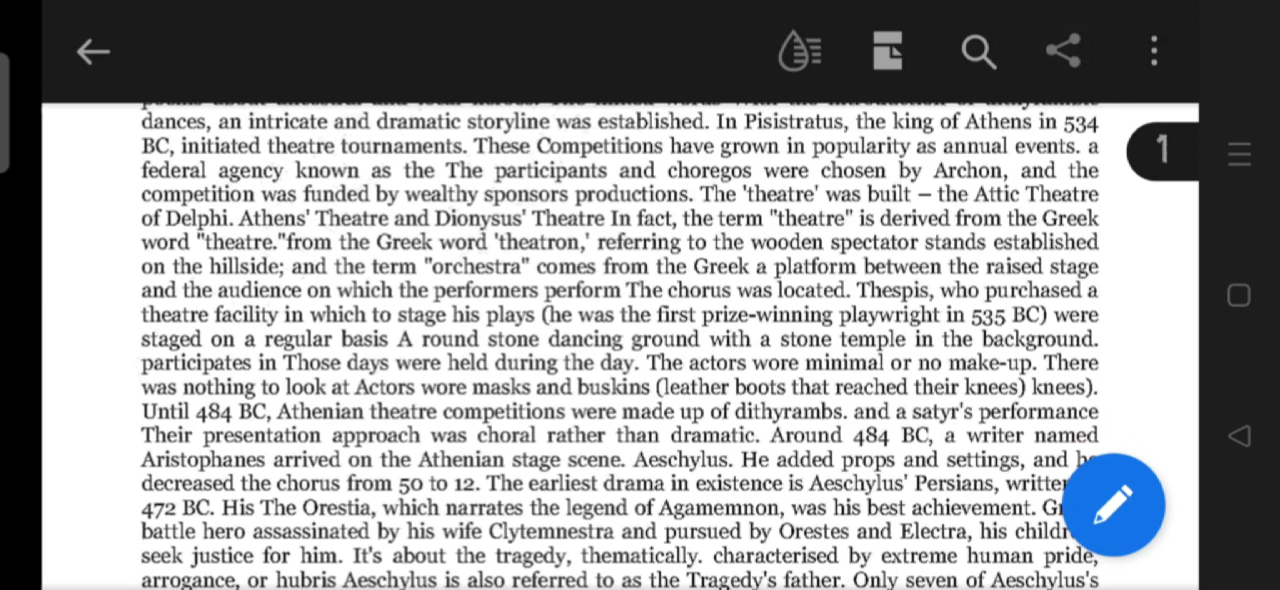 dances, an intricate and dramatic storyline was established. In Pisistratus, the king of Athens in 534
BC, initiated theatre tournaments. These Competitions have grown in popularity as annual events. a
federal agency known as the The participants and choregos were chosen by Archon, and the
competition was funded by wealthy sponsors productions. The 'theatre' was built – the Attic Theatre
of Delphi. Athens' Theatre and Dionysus' Theatre In fact, the term "theatre" is derived from the Greek
word "theatre."from the Greek word 'theatron,' referring to the wooden spectator stands established
on the hillside; and the term "orchestra" comes from the Greek a platform between the raised stage
and the audience on which the performers perform The chorus was located. Thespis, who purchased a
theatre facility in which to stage his plays (he was the first prize-winning playwright in 535 BC) were
staged on a regular basis A round stone dancing ground with a stone temple in the background.
participates in Those days were held during the day. The actors wore minimal or no make-up. There
was nothing to look at Actors wore masks and buskins (leather boots that reached their knees) knees).
Until 484 BC, Athenian theatre competitions were made up of dithyrambs. and a satyr's performance
Their presentation approach was choral rather than dramatic. Around 484 BC, a writer named
Aristophanes arrived on the Athenian stage scene. Aeschylus. He added props and settings, and
decreased the chorus from 50 to 12. The earliest drama in existence is Aeschylus' Persians,
472 BC. His The Orestia, which narrates the legend of Agamemnon, was his best achievement.
battle hero assassinated by his wife Clytemnestra and pursued by Orestes and Electra, his
seek justice for him. It's about the tragedy, thematically. characterised by extreme human pride,
arrogance, or hubris Aeschylus is also referred to as the Tragedy's father. Only seven of Aeschylus's
1